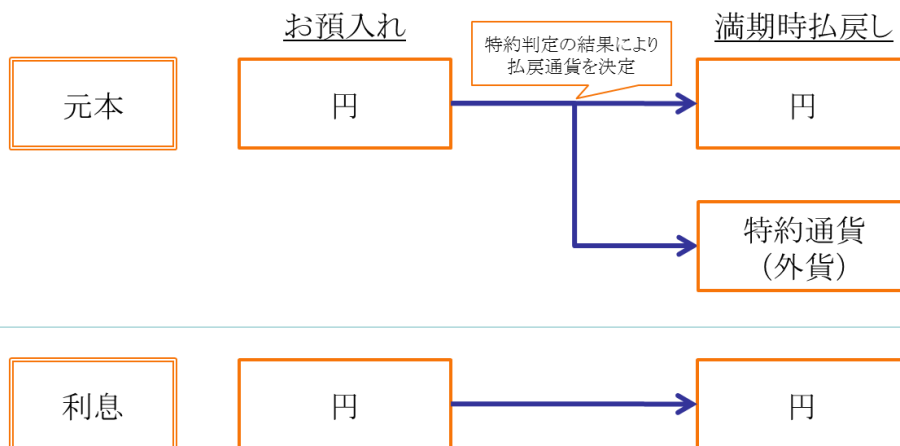 お預入れ
満期時払戻し
特約判定の結果により
払戻通貨を決定
元本
円
円
特約通貨
（外貨）
利息
円
円